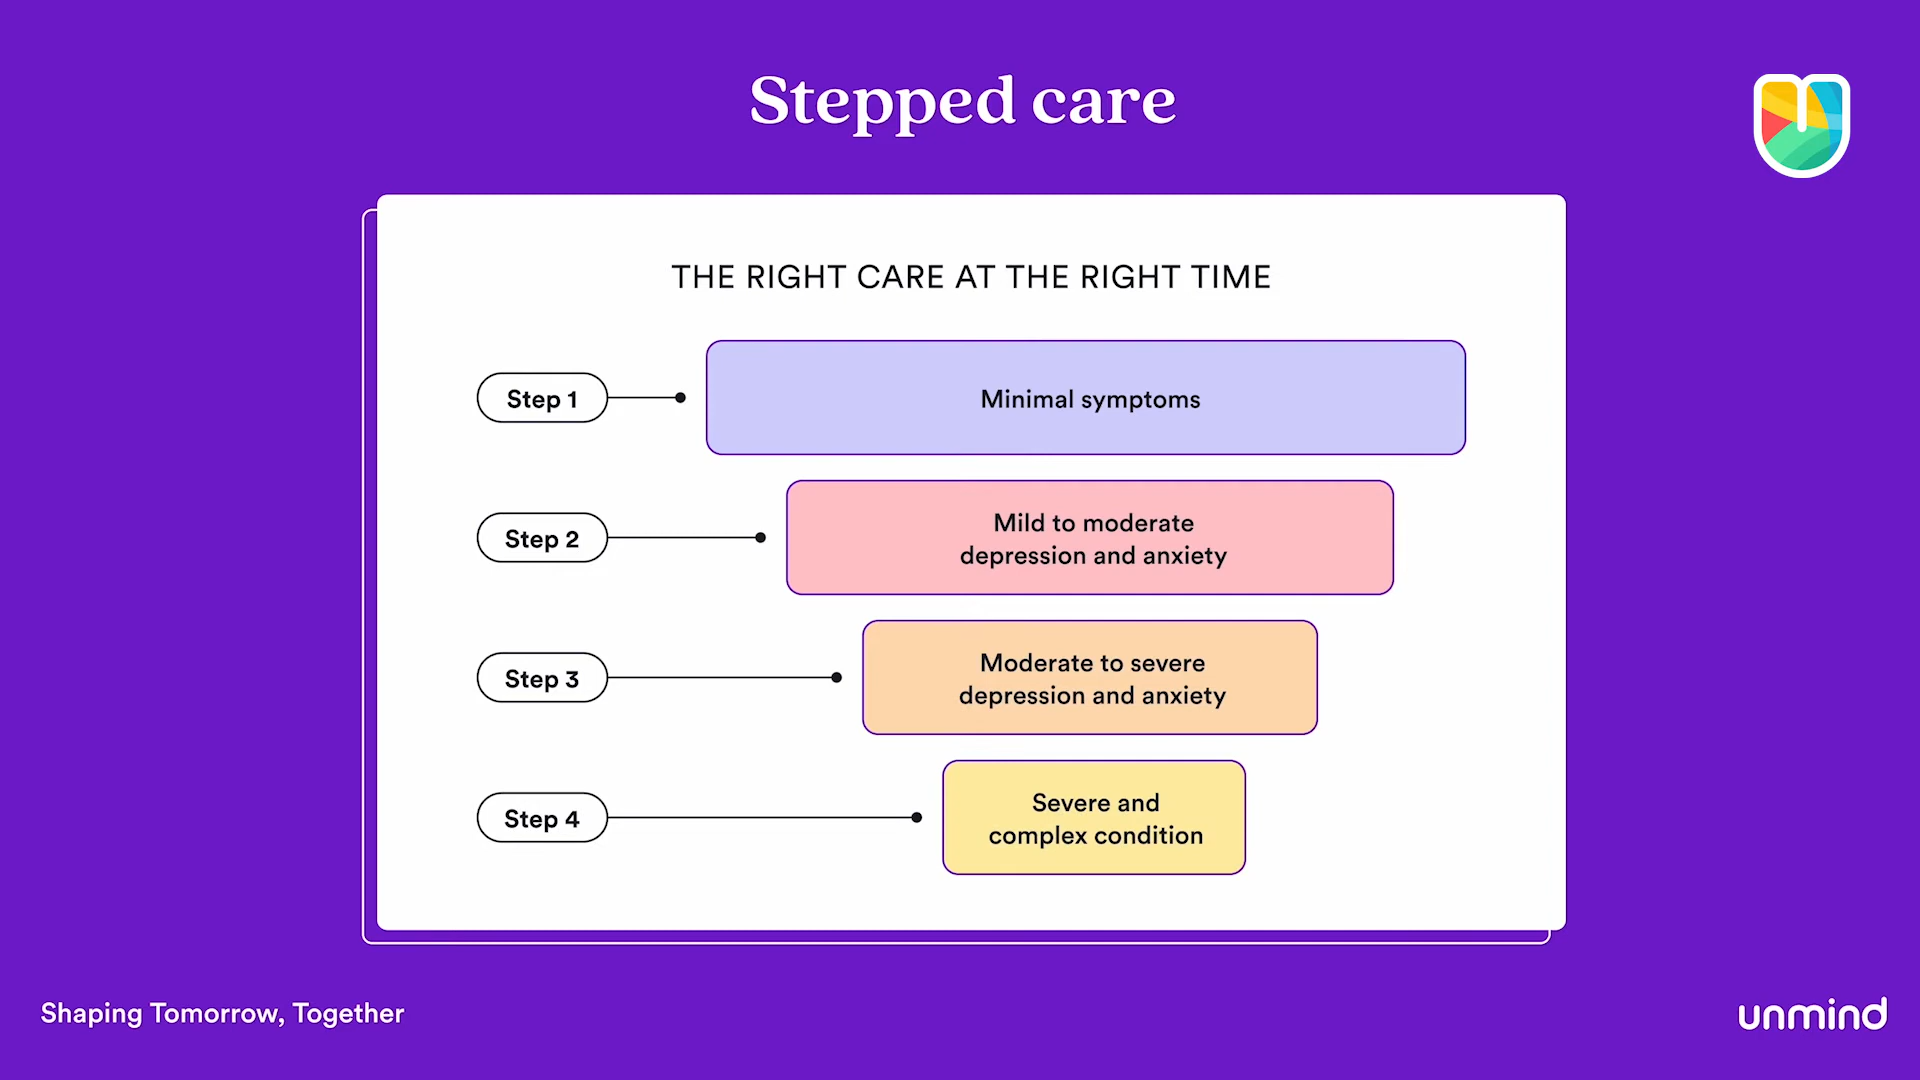 Stepped care
THE RIGHT CARE AT THE RIGHT TIME
Step 1
Minimal symptoms
Step 2
Mild to moderate
depression and anxiety
Step 3
Moderate to severe
depression and anxiety
Step 4
Severe and
complex condition
Shaping Tomorrow, Together
unmind